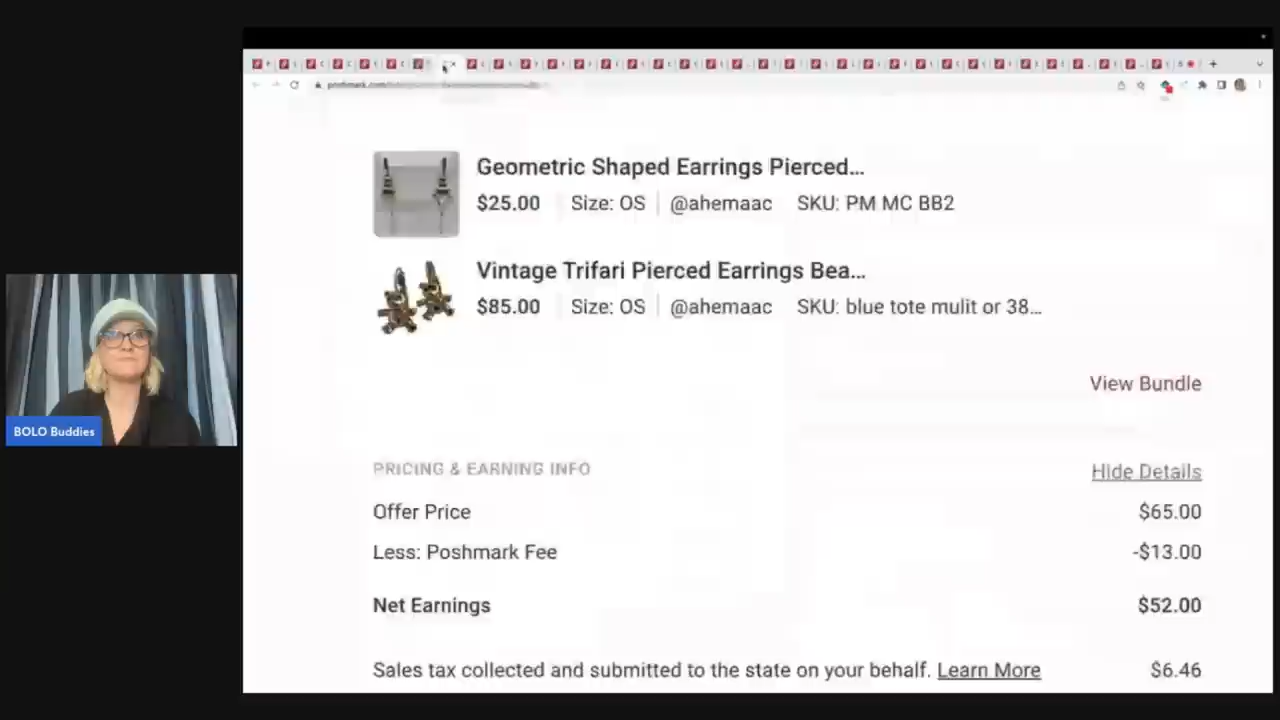 Geometric Shaped Earrings Pierced...
$25.00 Size: OS @ahemaac SKU: PM MC BB2
Vintage Trifari Pierced Earrings Bea...
$85.00 Size: OS @ahemaac SKU: blue tote mulit or 38...
View Bundle
PRICING & EARNING INFO Hide Details
Offer Price $65.00
Less: Poshmark Fee -$13.00
Net Earnings $52.00
Sales tax collected and submitted to the state on your behalf. Learn More $6.46
BOLO Buddies